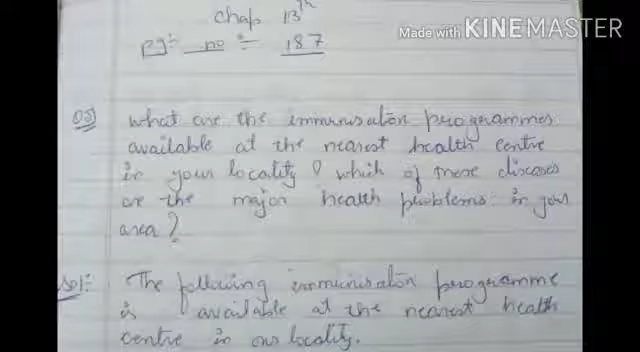 chap 13th
Made with KINEMASTER
pg:- no = 187
Q5) what are the immunisation programmes
available at the nearest health centre
in your locality? which of these diseases
are the major health problems in your
area?
Sol:- The following immunisation programme
is available at the nearest health
centre in our locality.